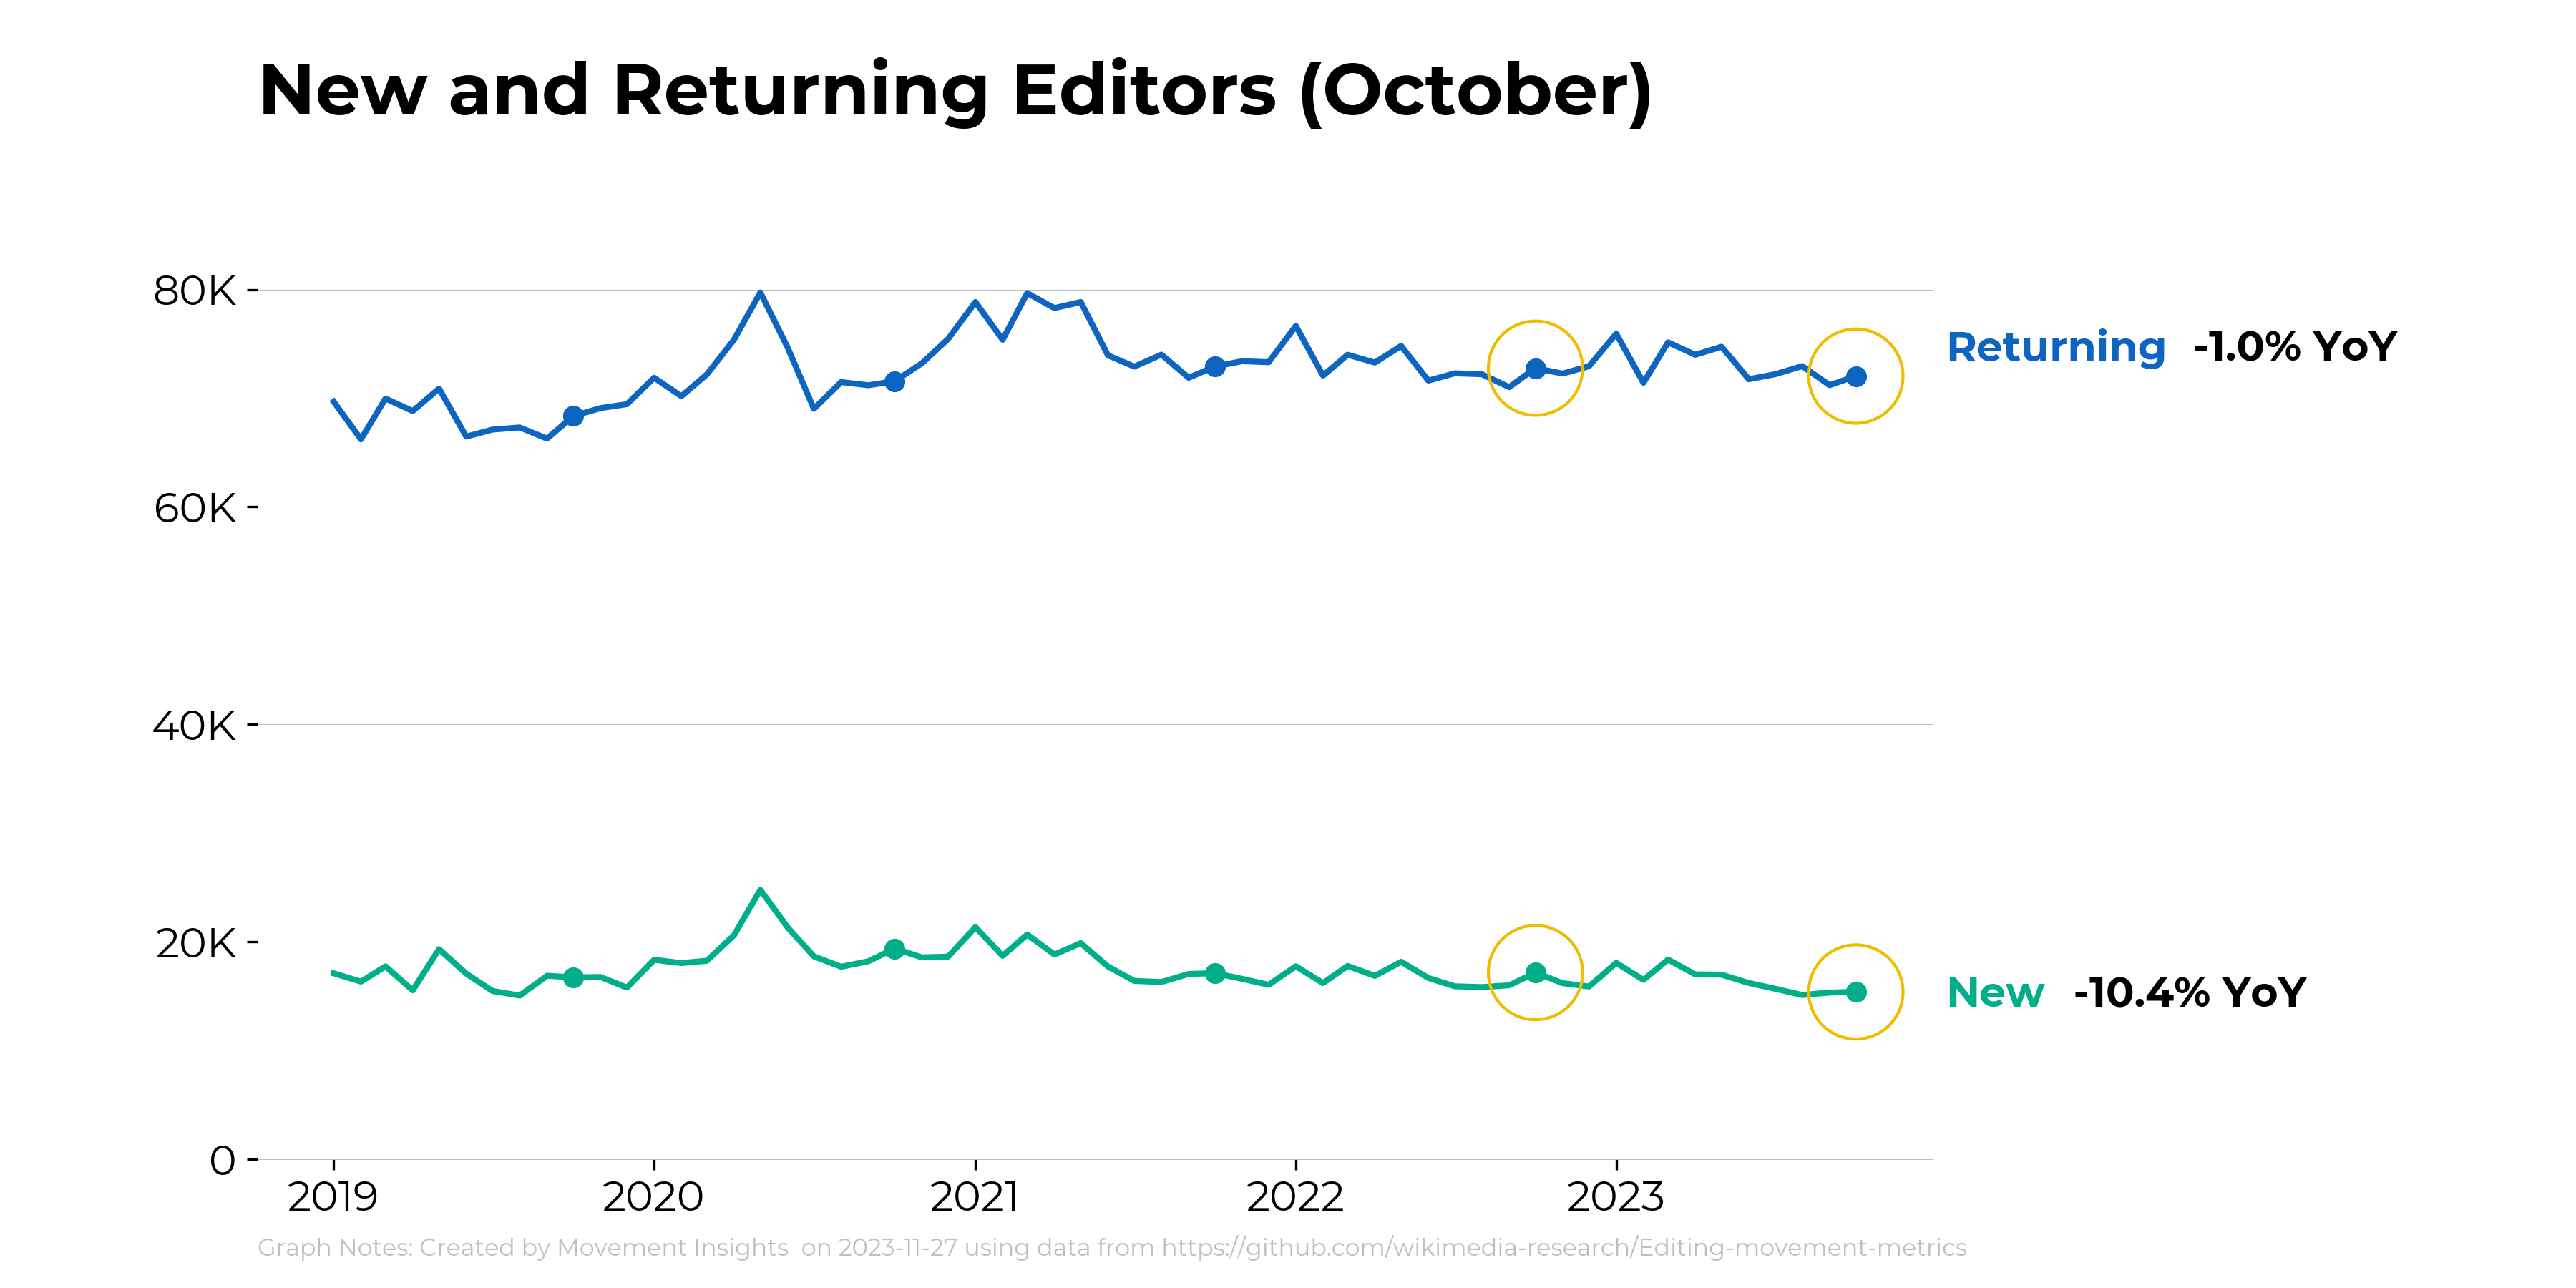 New and Returning Editors (October)
80K
Returning -1.0% YoY
60K
40K
20K
New -10.4% YoY
0
2019 2020 2021 2022 2023
Graph Notes: Created by Movement Insights  on 2023-11-27 using data from https://github.com/wikimedia-research/Editing-movement-metrics